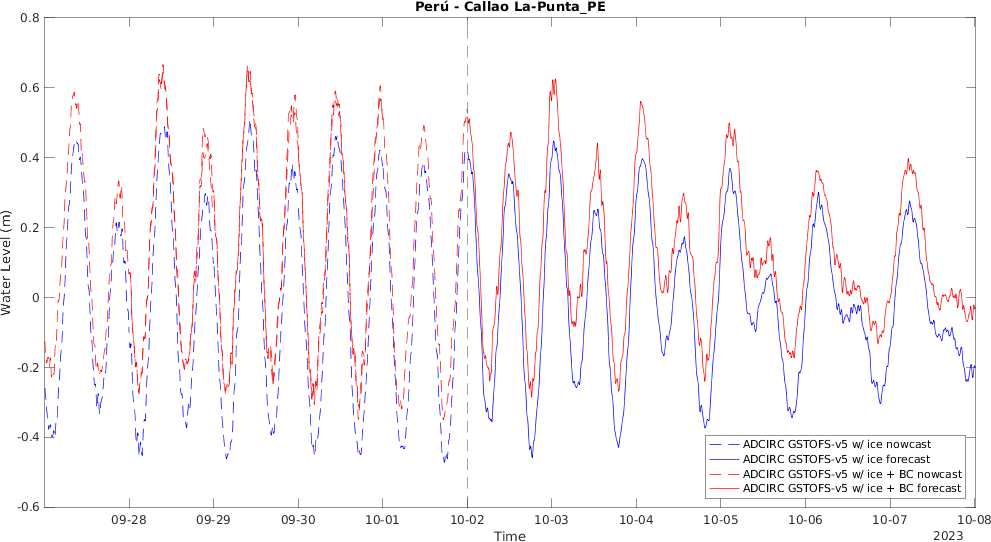 Perú - Callao La-Punta_PE
0.8
0.6
0.4
0.2
0
-0.2
-0.4
-0.6
Water Level (m)
ADCIRC GSTOFS-v5 w/ ice nowcast
ADCIRC GSTOFS-v5 w/ ice forecast
ADCIRC GSTOFS-v5 w/ ice + BC nowcast
ADCIRC GSTOFS-v5 w/ ice + BC forecast
09-28 09-29 09-30 10-01 10-02 10-03 10-04 10-05 10-06 10-07 10-08
Time
2023